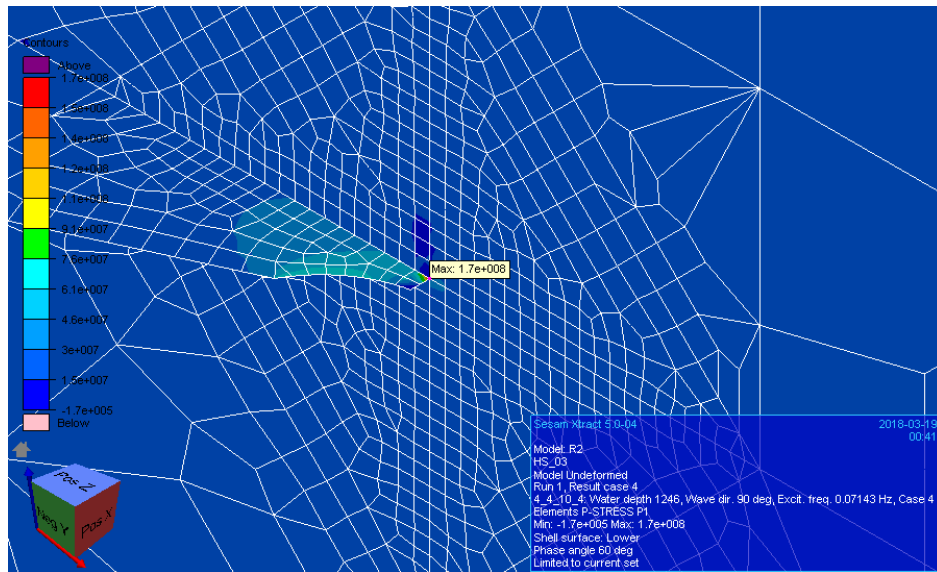 Contours
Above
1.7e+008
1.5e+008
1.4e+008
1.2e+008
1.1e+008
9.1e+007
7.6e+007
6.1e+007
4.6e+007
3e+007
1.5e+007
-1.7e+005
Below
Max: 1.7e+008
Pos Z
Neg Y
Pos X
Sesam Xtract 5.0-04
2018-03-19
00:41
Model: R2
HS_03
Model Undeformed
Run 1, Result case 4
4_4_10_4: Water depth 1246, Wave dir. 90 deg, Excit. freq. 0.07143 Hz, Case 4
Elements P-STRESS P1
Min: -1.7e+005 Max: 1.7e+008
Shell surface: Lower
Phase angle 60 deg
Limited to current set